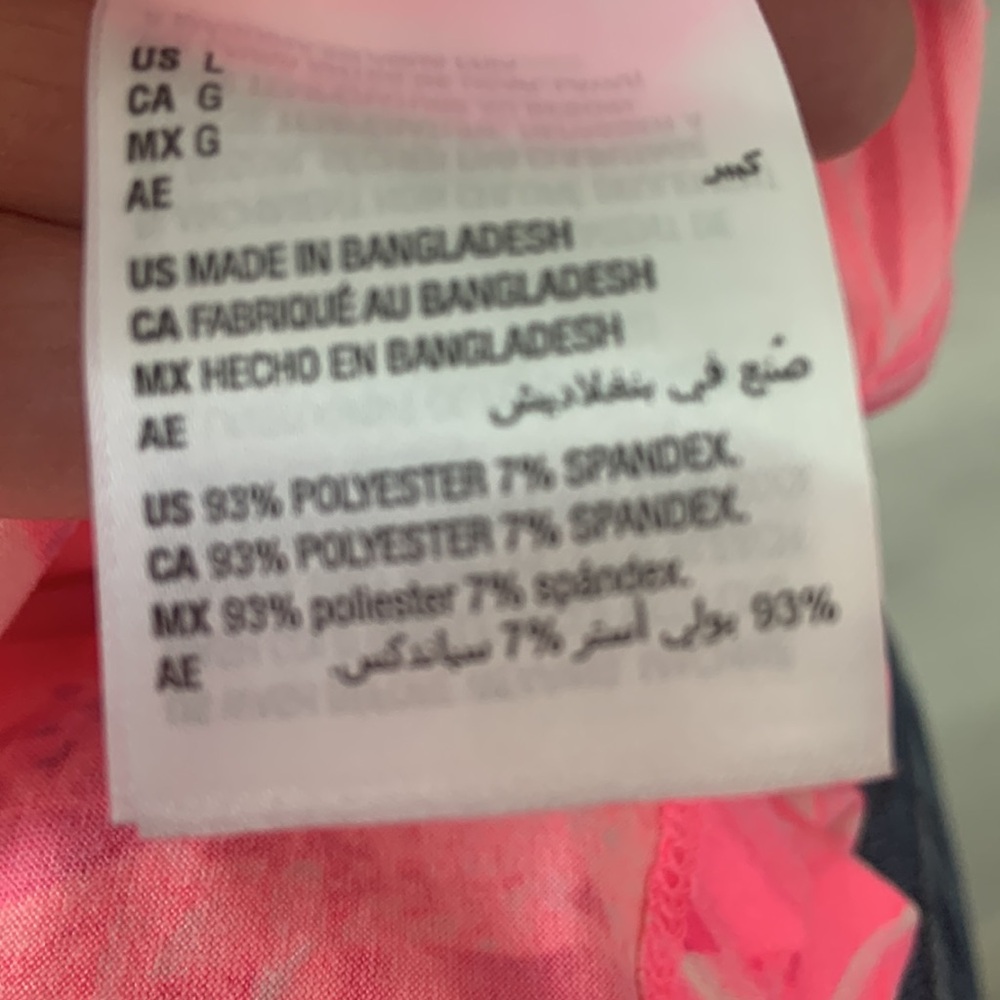 US L
CA G
MX G
AE كبير
US MADE IN BANGLADESH
CA FABRIQUÉ AU BANGLADESH
MX HECHO EN BANGLADESH
AE صُنع في بنغلاديش
US 93% POLYESTER 7% SPANDEX.
CA 93% POLYESTER 7% SPANDEX.
MX 93% poliester 7% spándex.
AE 93% بولي أستر 7% سباندكس